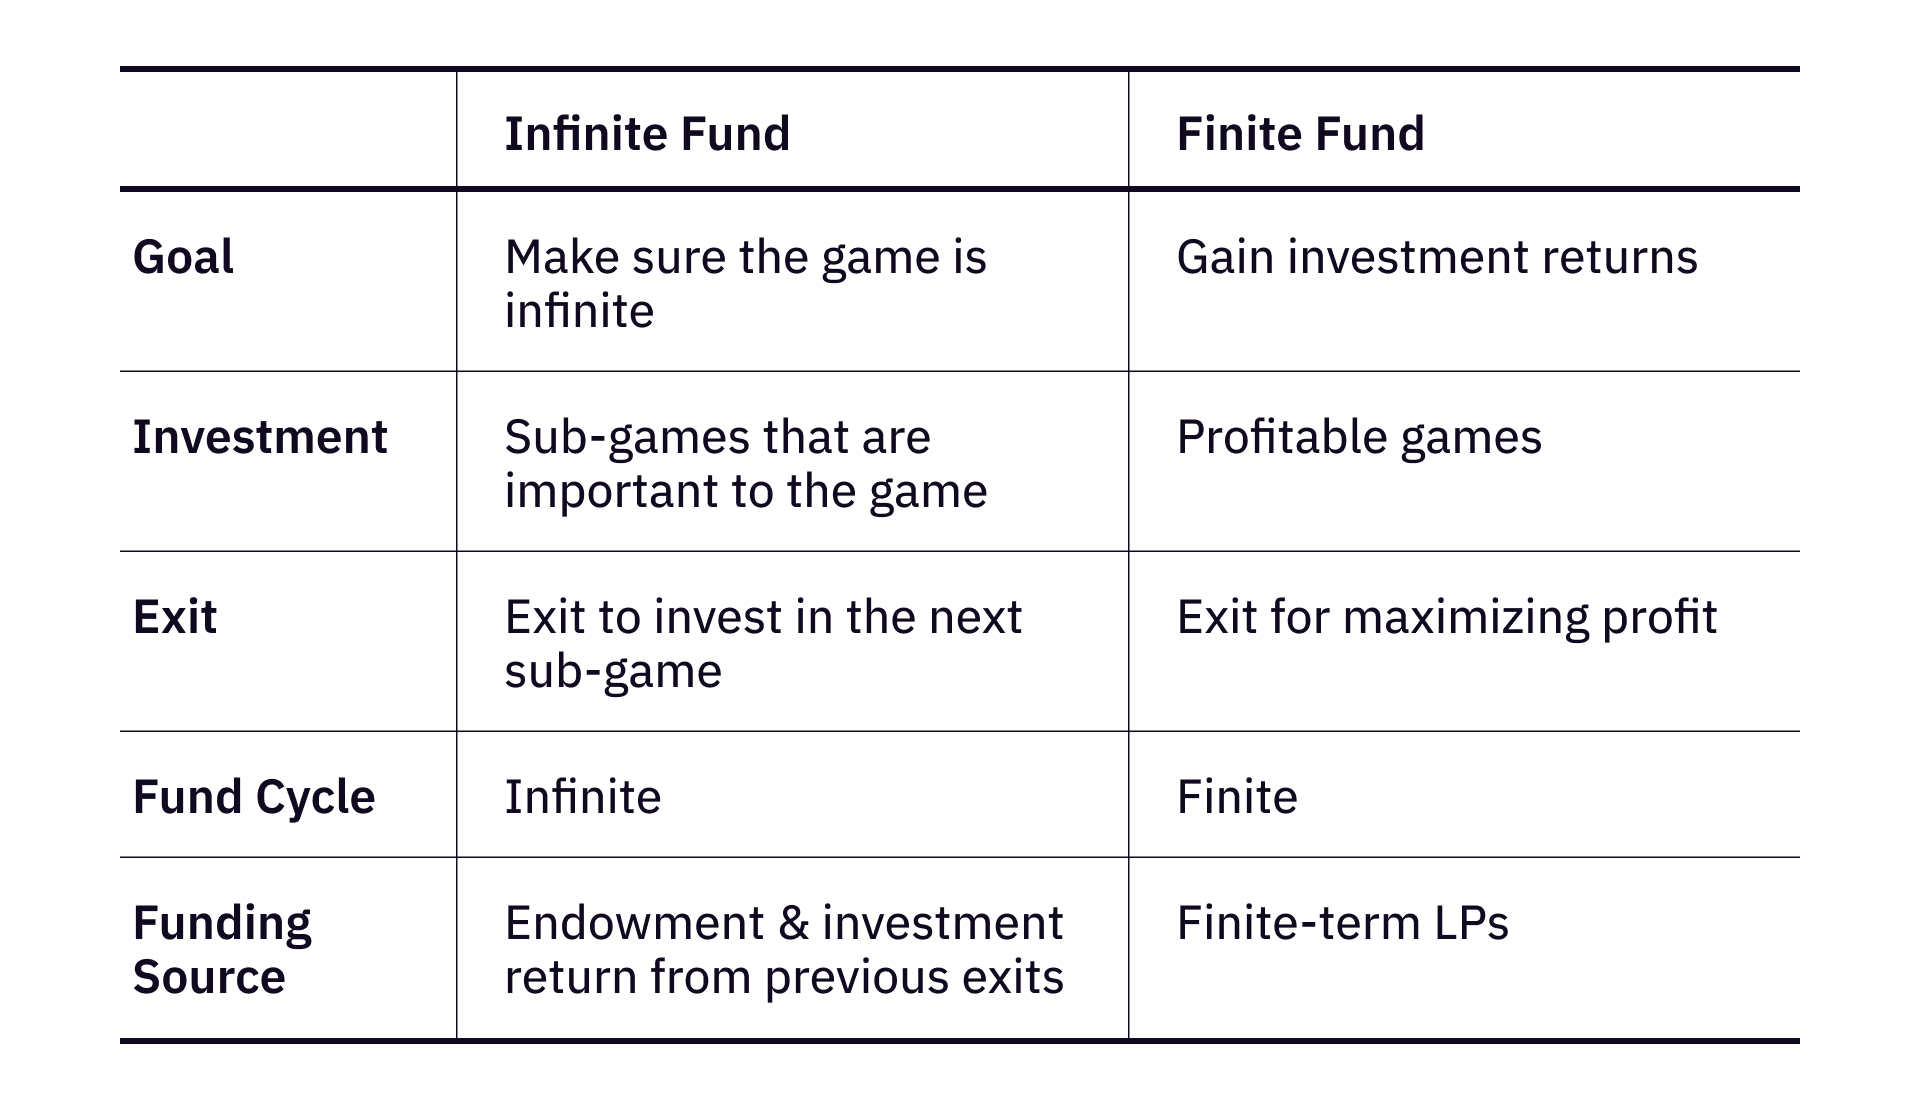 Infinite Fund
Finite Fund
Goal
Make sure the game is
infinite
Gain investment returns
Investment
Sub-games that are
important to the game
Profitable games
Exit
Exit to invest in the next
sub-game
Exit for maximizing profit
Fund Cycle
Infinite
Finite
Funding
Source
Endowment & investment
return from previous exits
Finite-term LPs